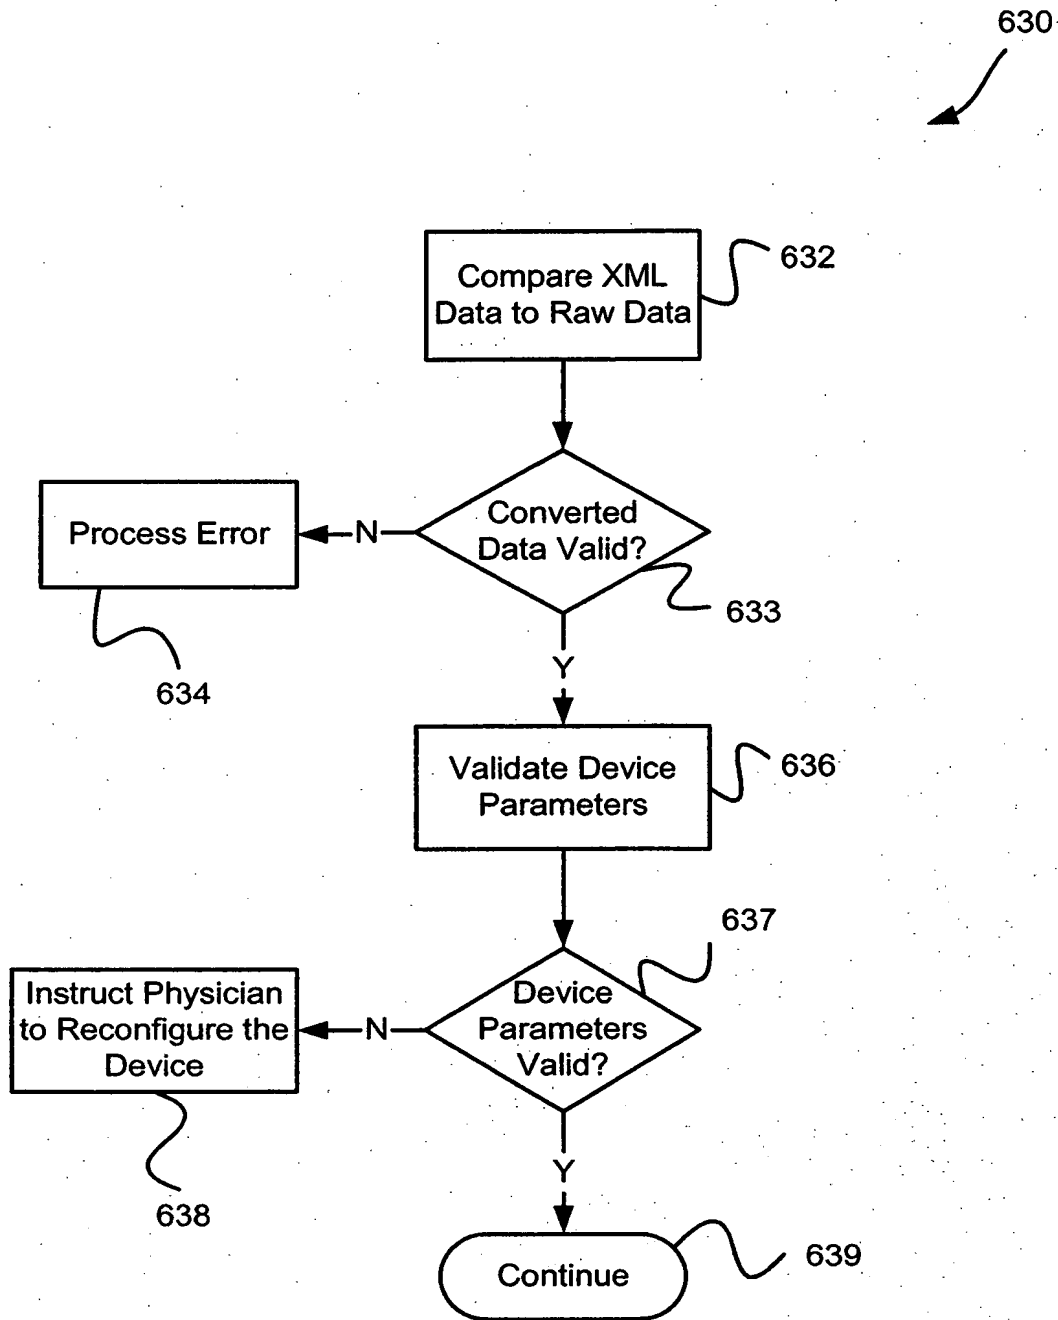 630
Compare XML
Data to Raw Data
632
Converted
Data Valid?
633
N
Process Error
634
Y
Validate Device
Parameters
636
637
Device
Parameters
Valid?
N
Instruct Physician
to Reconfigure the
Device
638
Y
Continue
639